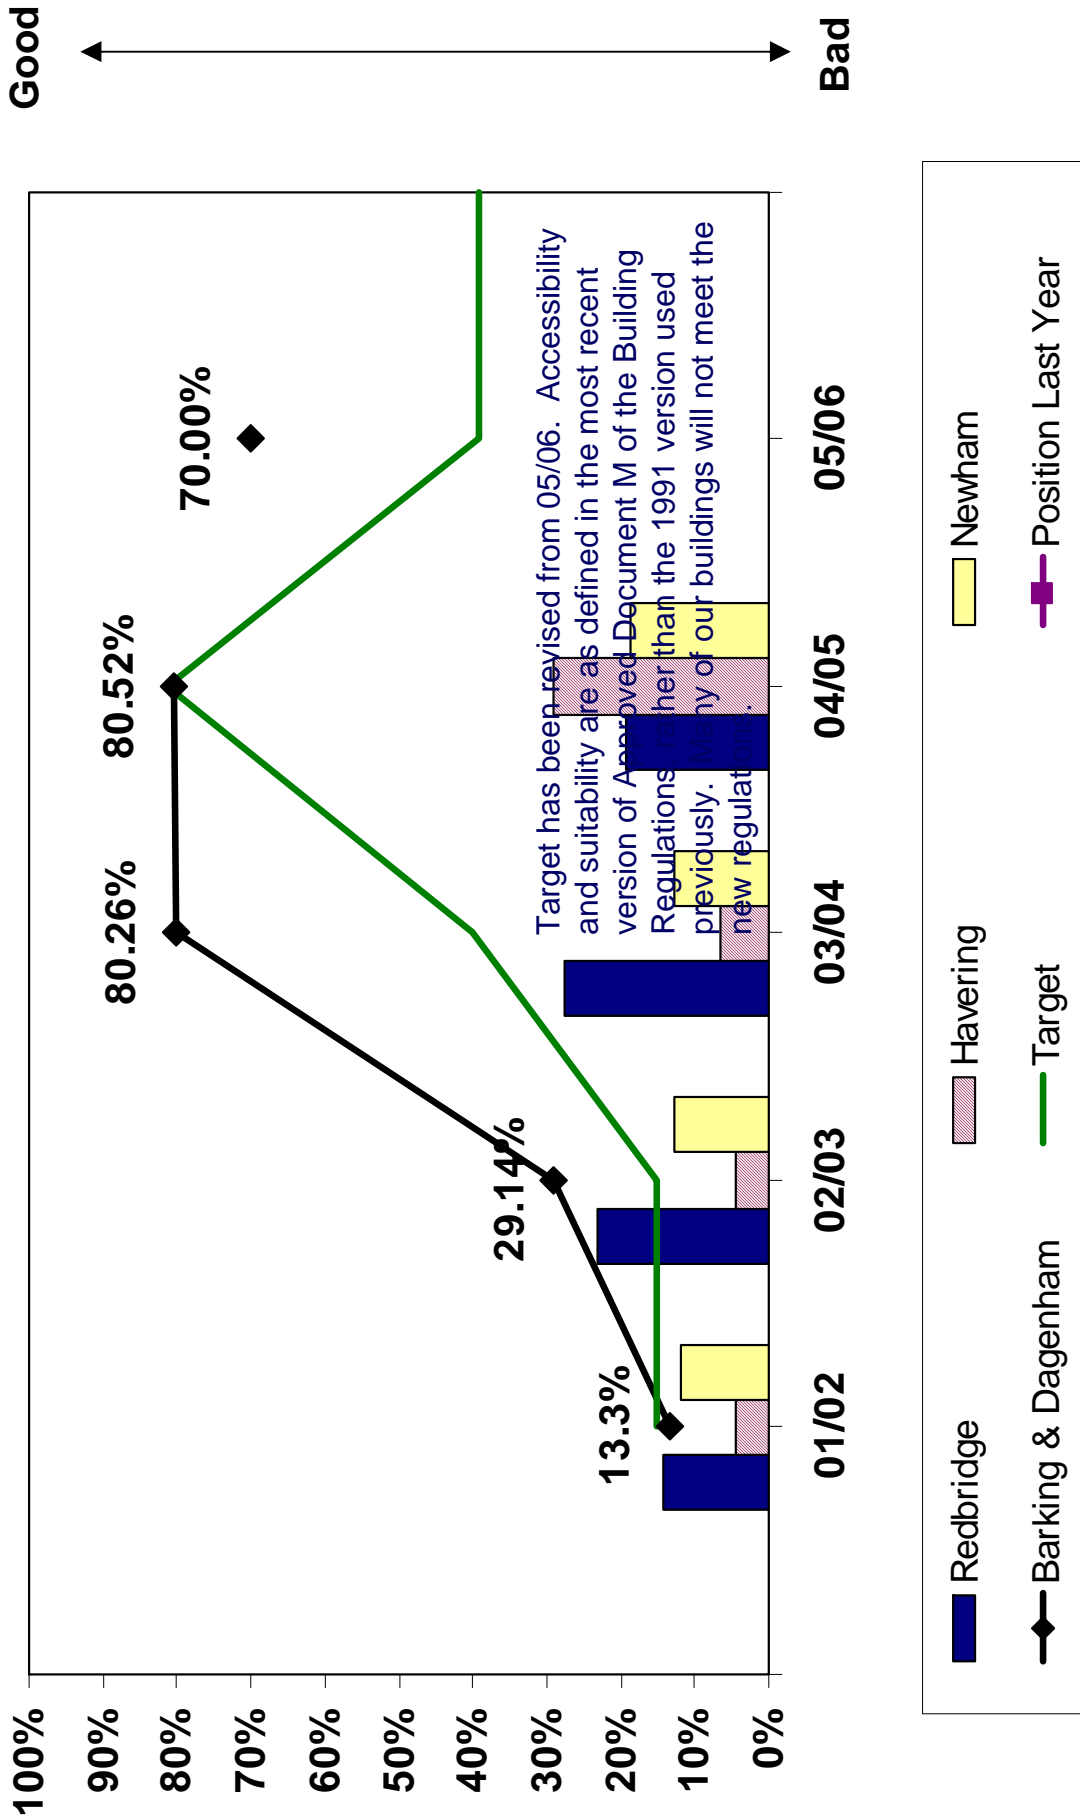 Good
Bad
100%
90%
80%
70%
60%
50%
40%
30%
20%
10%
0%
13.3%
29.14%
80.26%
80.52%
70.00%
Target has been revised from 05/06.  Accessibility
and suitability are as defined in the most recent
version of Approved Document M of the Building
Regulations rather than the 1991 version used
previously.  Many of our buildings will not meet the
new regulations.
01/02
02/03
03/04
04/05
05/06
Redbridge
Havering
Newham
Barking & Dagenham
Target
Position Last Year